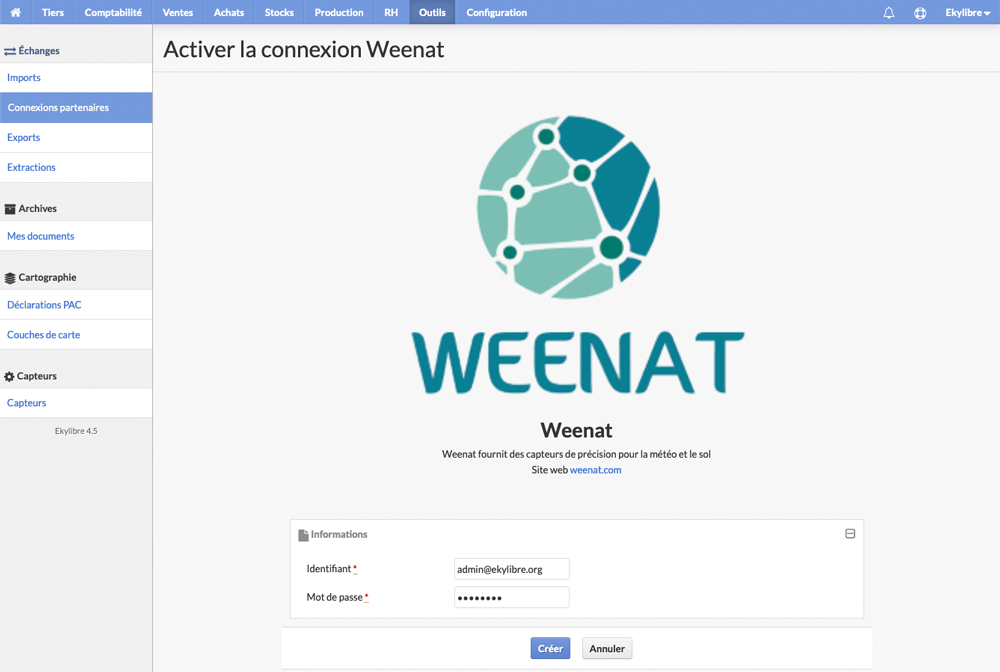 Tiers Comptabilité Ventes Achats Stocks Production RH Outils Configuration Ekylibre
Échanges
Imports
Connexions partenaires
Exports
Extractions
Archives
Mes documents
Cartographie
Déclarations PAC
Couches de carte
Capteurs
Capteurs
Ekylibre 4.5
Activer la connexion Weenat
WEENAT
Weenat
Weenat fournit des capteurs de précision pour la météo et le sol
Site web weenat.com
Informations
Identifiant * admin@ekylibre.org
Mot de passe * ••••••••
Créer Annuler